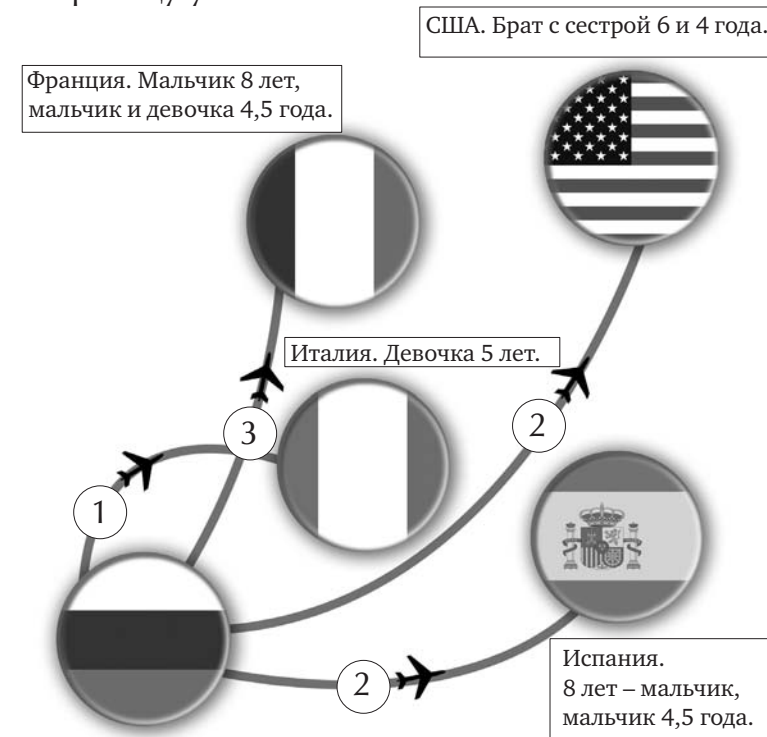 США. Брат с сестрой 6 и 4 года.
Франция. Мальчик 8 лет,
мальчик и девочка 4,5 года.
Италия. Девочка 5 лет.
3
2
1
2
Испания.
8 лет – мальчик,
мальчик 4,5 года.